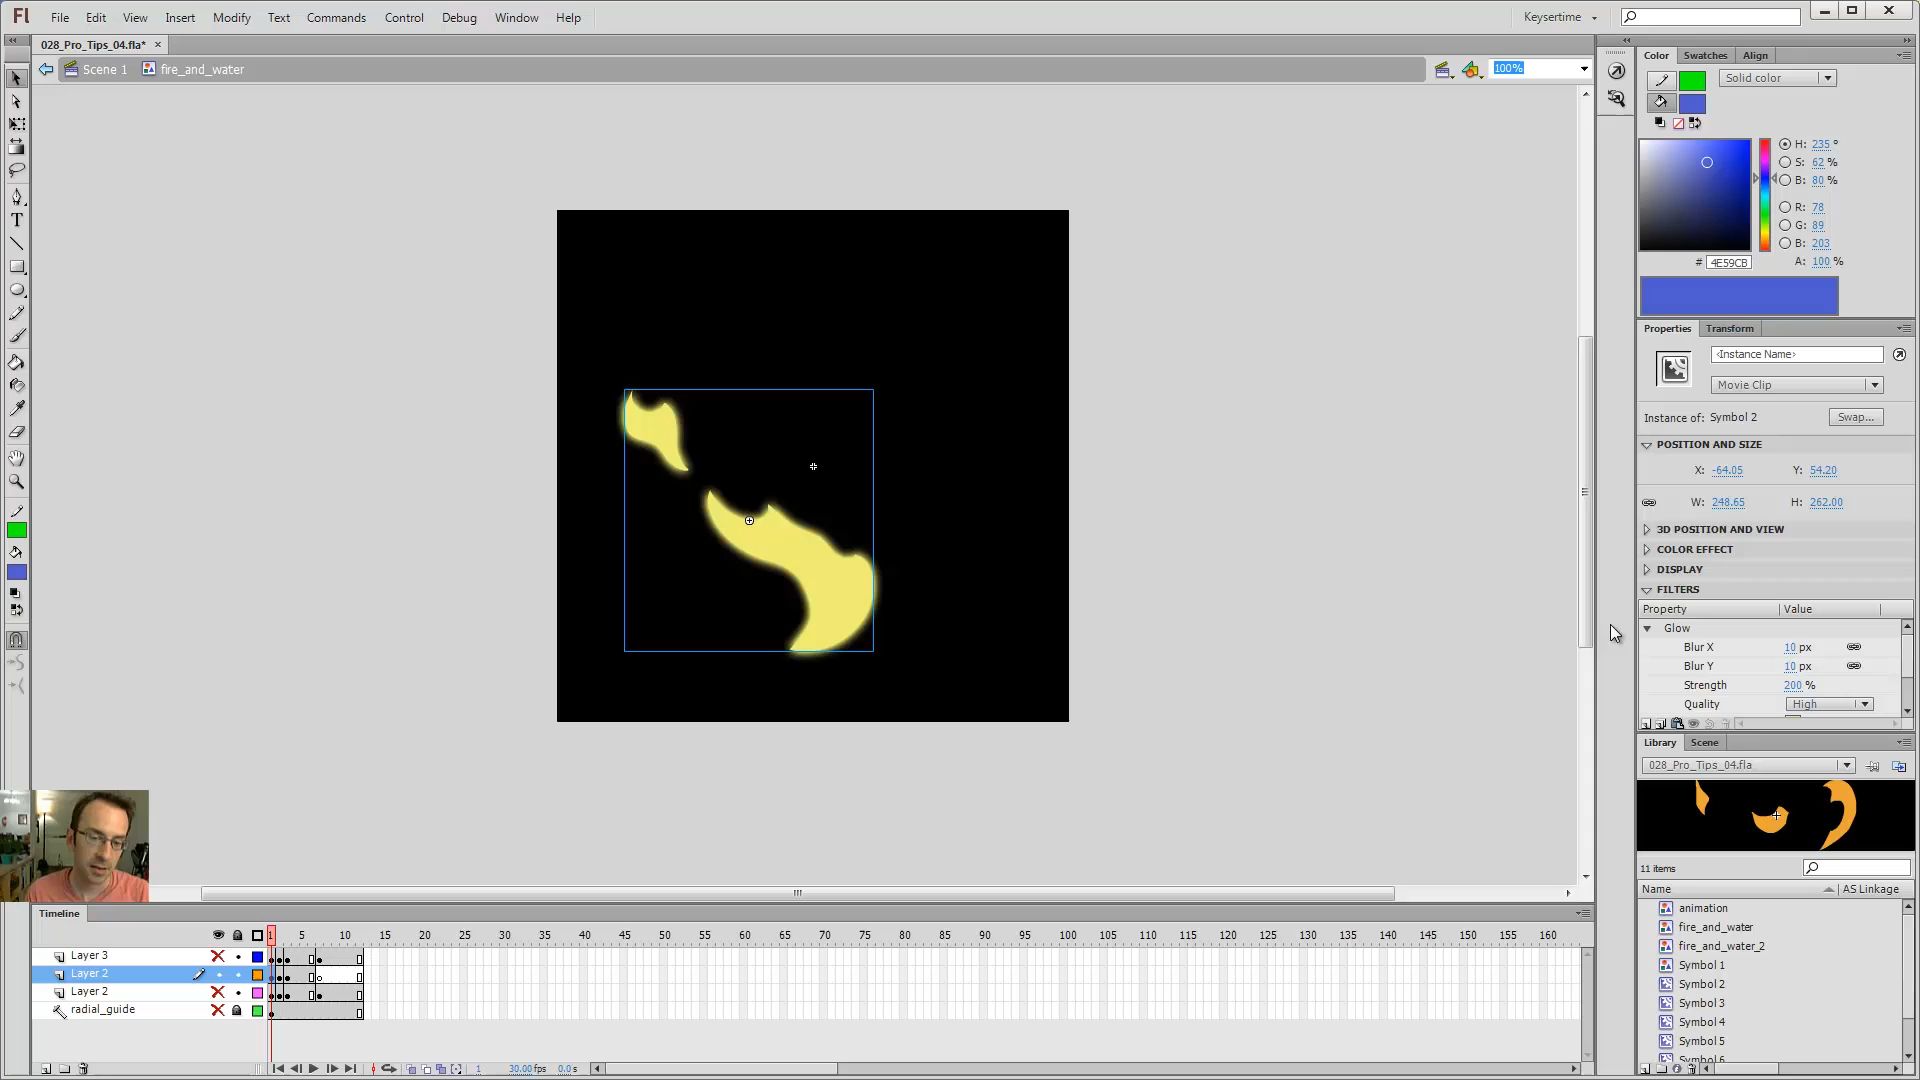 Fl File Edit View Insert Modify Text Commands Control Debug Window Help Keysertime
028_Pro_Tips_04.fla* ×
Scene 1 fire_and_water 100%
Color Swatches Align
Solid color
H: 235 °
S: 62 %
B: 80 %
R: 78
G: 89
B: 203
# 4E59CB A: 100 %
Properties Transform
<Instance Name>
Movie Clip
Instance of: Symbol 2 Swap...
POSITION AND SIZE
X: -64.05 Y: 54.20
W: 248.65 H: 262.00
3D POSITION AND VIEW
COLOR EFFECT
DISPLAY
FILTERS
Property Value
Glow
Blur X 10 px
Blur Y 10 px
Strength 200 %
Quality High
Library Scene
028_Pro_Tips_04.fla
11 items
Name AS Linkage
animation
fire_and_water
fire_and_water_2
Symbol 1
Symbol 2
Symbol 3
Symbol 4
Symbol 5
Symbol 6
Timeline
1 5 10 15 20 25 30 35 40 45 50 55 60 65 70 75 80 85 90 95 100 105 110 115 120 125 130 135 140 145 150 155 160
Layer 3
Layer 2
Layer 2
radial_guide
1 30.00 fps 0.0 s